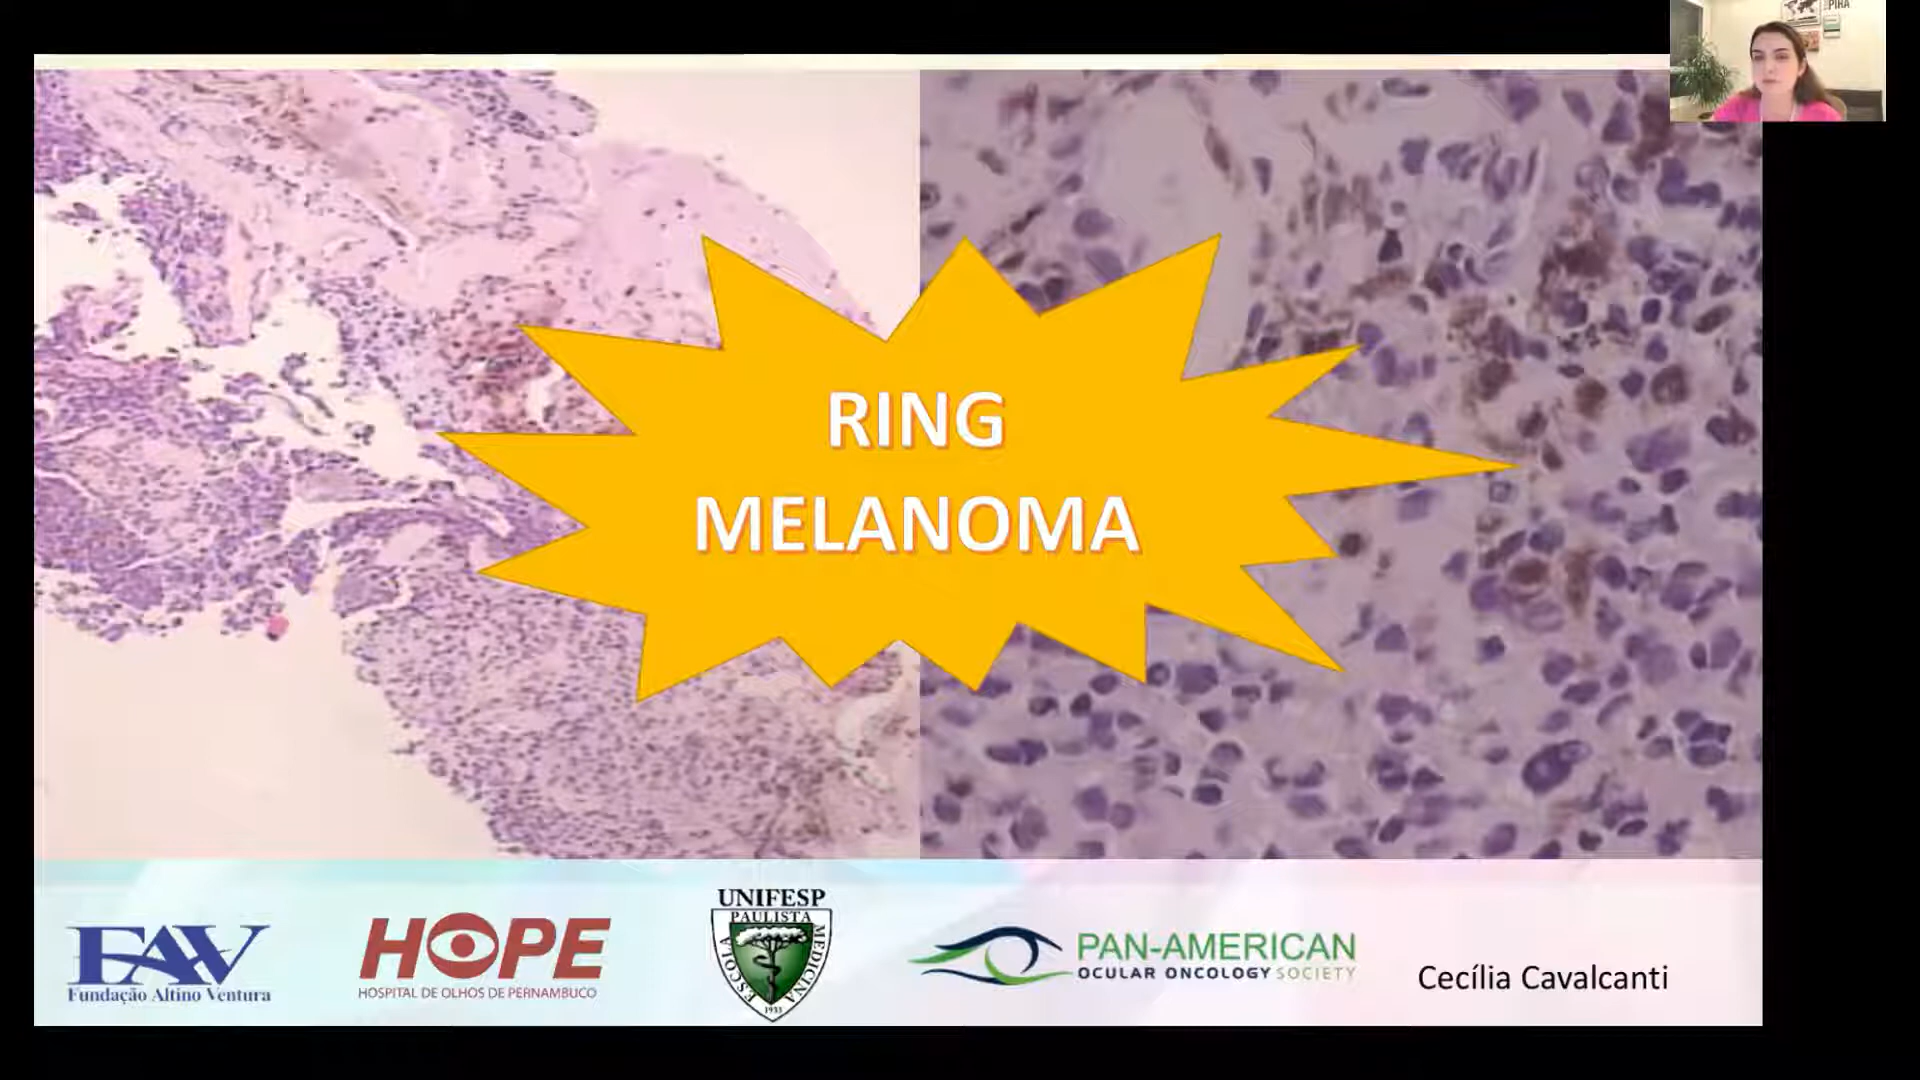 PIRA
RING
MELANOMA
FAV
Fundação Altino Ventura
HOPE
HOSPITAL DE OLHOS DE PERNAMBUCO
UNIFESP
PAULISTA
ESCOLA
MEDICINA
1933
PAN-AMERICAN
OCULAR ONCOLOGY SOCIETY
Cecília Cavalcanti